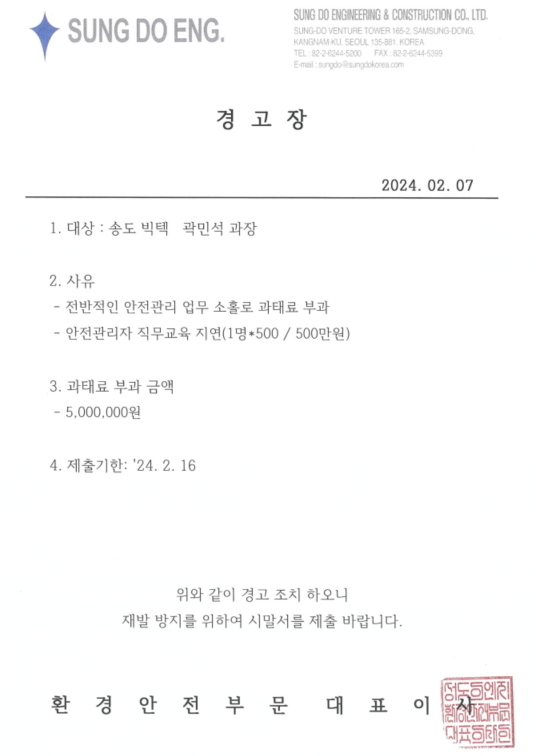 SUNG DO ENG.
SUNG DO ENGINEERING & CONSTRUCTION CO., LTD.
SUNG-DO VENTURE TOWER 165-2, SAMSUNG-DONG,
KANGNAM-KU, SEOUL 135-881, KOREA
TEL : 82-2-6244-5200 FAX : 82-2-6244-5399
E-mail : sungdo@sungdokorea.com
경 고 장
2024. 02. 07
1. 대상 : 송도 빅텍 곽민석 과장
2. 사유
- 전반적인 안전관리 업무 소홀로 과태료 부과
- 안전관리자 직무교육 지연(1명*500 / 500만원)
3. 과태료 부과 금액
- 5,000,000원
4. 제출기한: '24. 2. 16
위와 같이 경고 조치 하오니
재발 방지를 위하여 시말서를 제출 바랍니다.
환 경 안 전 부 문 대 표 이 사